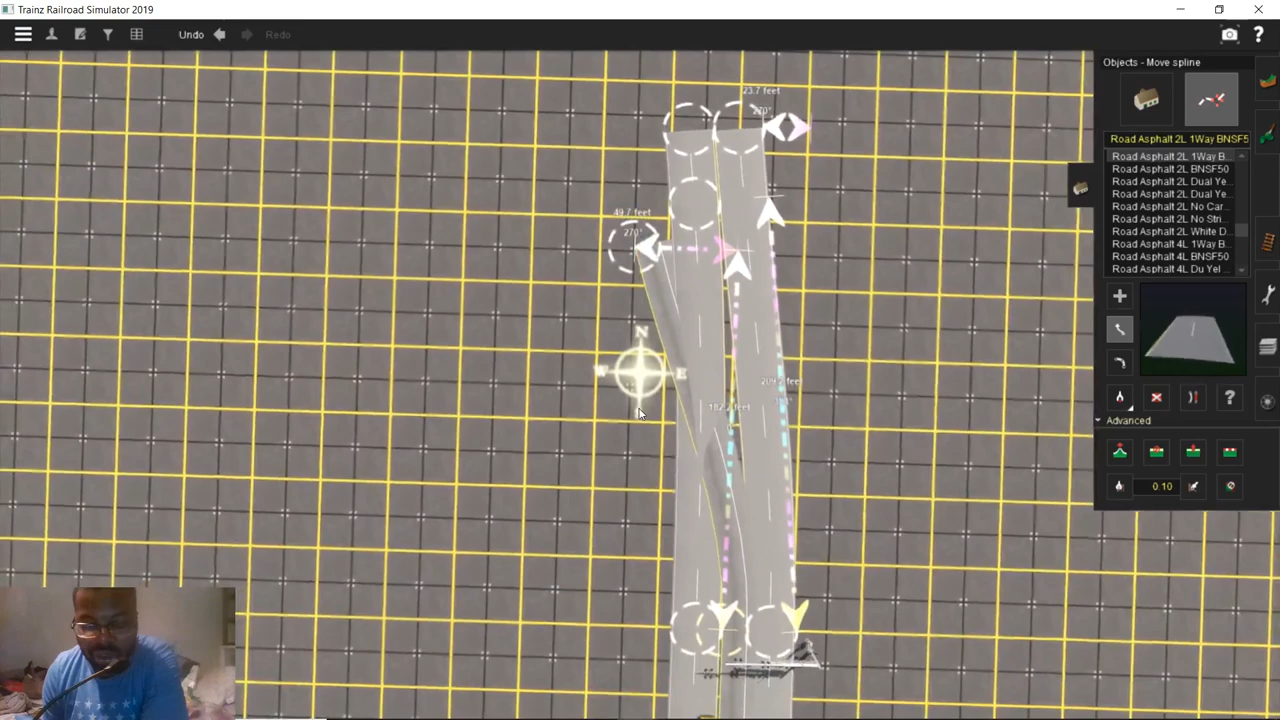 Trainz Railroad Simulator 2019
Undo
Redo
Objects - Move spline
Road Asphalt 2L 1Way BNSF5
Road Asphalt 2L 1Way B...
Road Asphalt 2L BNSF50
Road Asphalt 2L Dual Ye...
Road Asphalt 2L Dual Ye...
Road Asphalt 2L No Car...
Road Asphalt 2L No Stri...
Road Asphalt 2L White D...
Road Asphalt 4L 1Way B...
Road Asphalt 4L BNSF50
Road Asphalt 4L Du Yel ...
Advanced
0.10
23.7 feet
270°
49.7 feet
270°
N
W
E